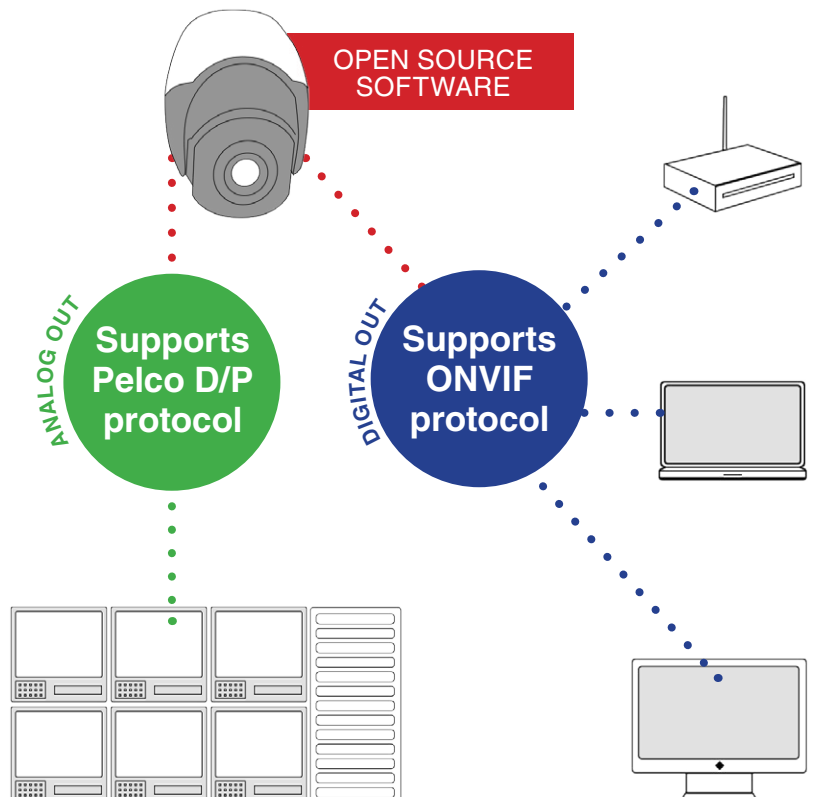 OPEN SOURCE
SOFTWARE
ANALOG OUT
Supports
Pelco D/P
protocol
DIGITAL OUT
Supports
ONVIF
protocol